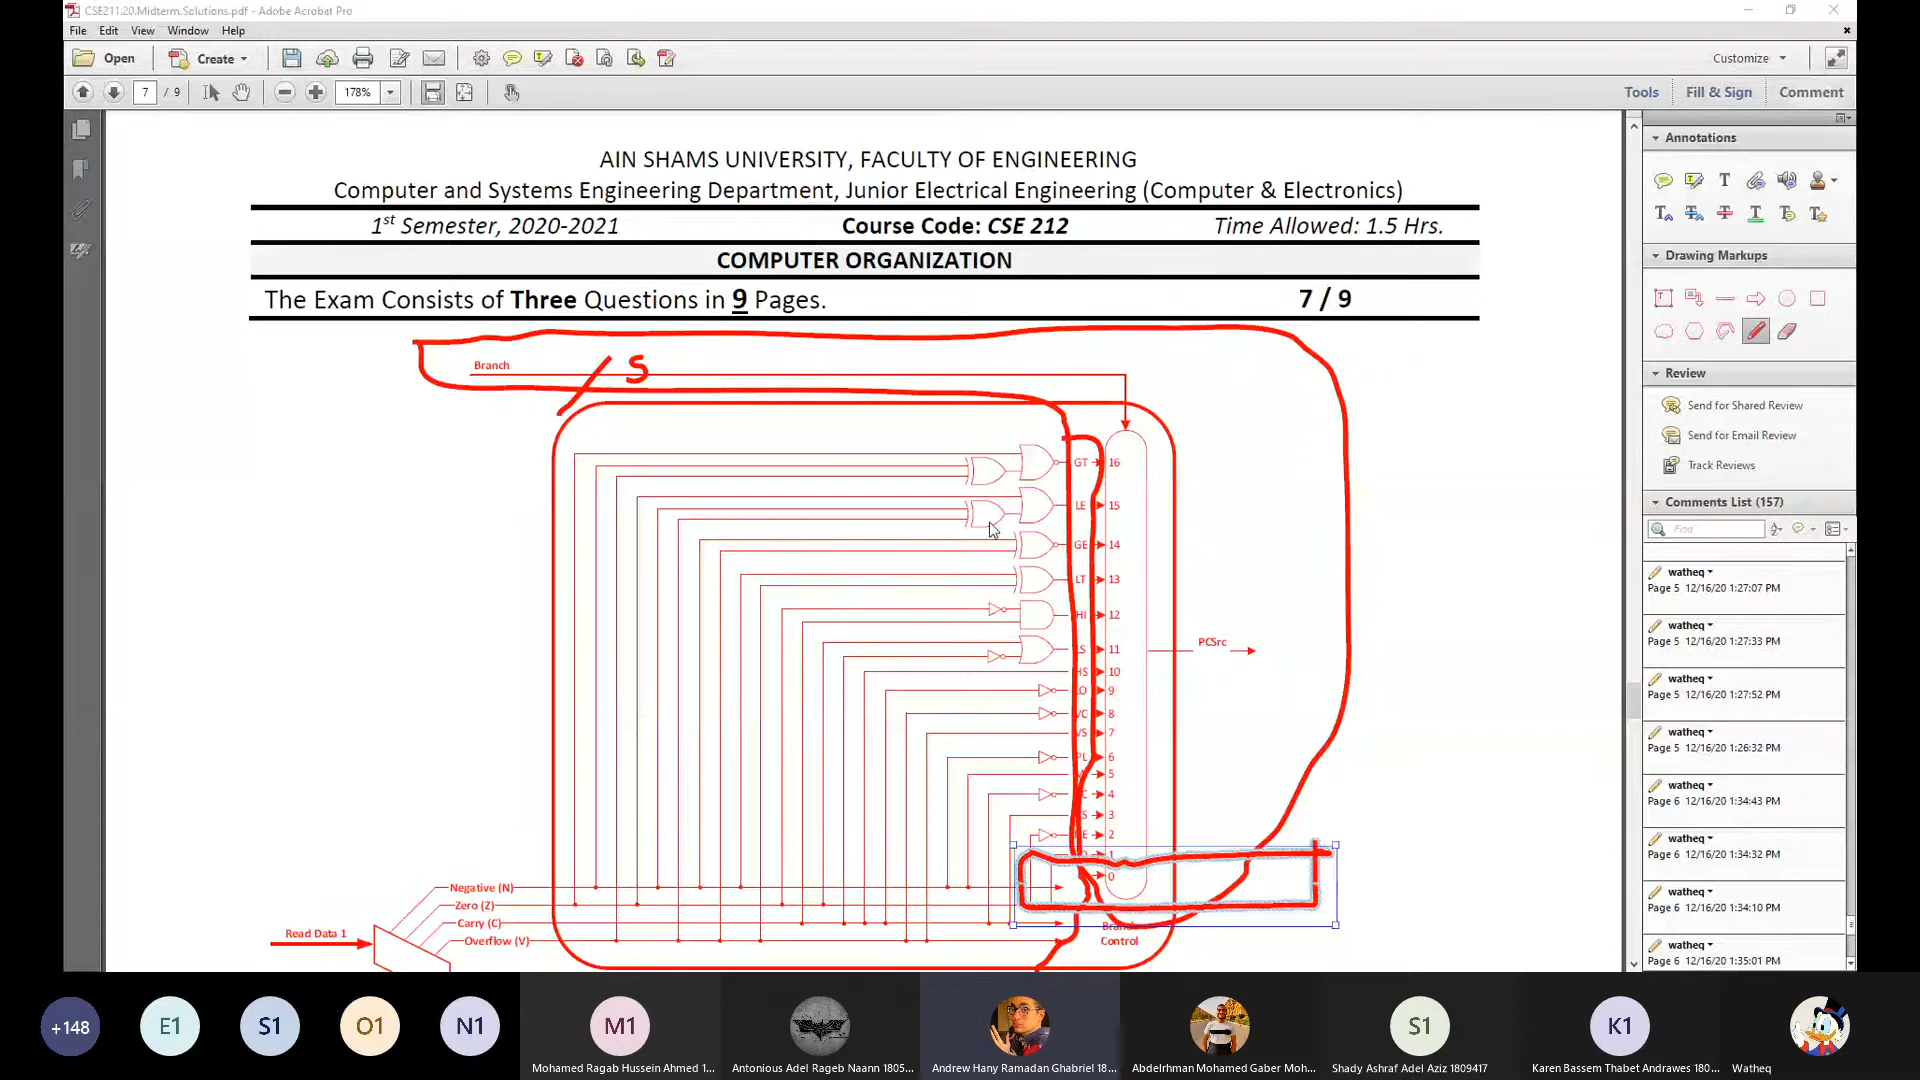 CSE211.20.Midterm.Solutions.pdf - Adobe Acrobat Pro
File Edit View Window Help
Open Create Customize
7 / 9 178% Tools Fill & Sign Comment
AIN SHAMS UNIVERSITY, FACULTY OF ENGINEERING
Computer and Systems Engineering Department, Junior Electrical Engineering (Computer & Electronics)
1st Semester, 2020-2021 Course Code: CSE 212 Time Allowed: 1.5 Hrs.
COMPUTER ORGANIZATION
The Exam Consists of Three Questions in 9 Pages. 7 / 9
Branch
5
GT 16
LE 15
GE 14
LT 13
HI 12
11
10
9
8
7
6
5
4
3
2
1
0
PCSrc
Negative (N)
Zero (Z)
Carry (C)
Overflow (V)
Read Data 1
Control
Annotations
Drawing Markups
Review
Send for Shared Review
Send for Email Review
Track Reviews
Comments List (157)
Find
watheq
Page 5 12/16/20 1:27:07 PM
watheq
Page 5 12/16/20 1:27:33 PM
watheq
Page 5 12/16/20 1:27:52 PM
watheq
Page 5 12/16/20 1:26:32 PM
watheq
Page 6 12/16/20 1:34:43 PM
watheq
Page 6 12/16/20 1:34:32 PM
watheq
Page 6 12/16/20 1:34:10 PM
watheq
Page 6 12/16/20 1:35:01 PM
+148 E1 S1 O1 N1 M1 S1 K1
Mohamed Ragab Hussein Ahmed 1... Antonious Adel Rageb Naann 1805... Andrew Hany Ramadan Ghabriel 18... Abdelrhman Mohamed Gaber Moh... Shady Ashraf Adel Aziz 1809417 Karen Bassem Thabet Andrawes 180... Watheq